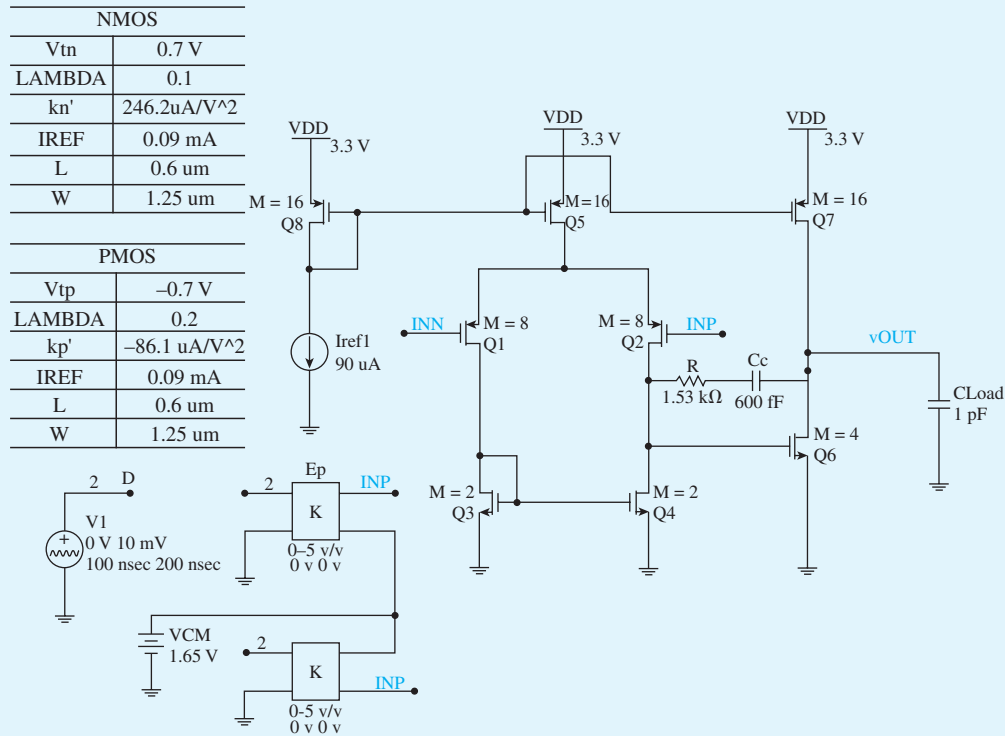 NMOS
Vtn 0.7 V
LAMBDA 0.1
kn' 246.2uA/V^2
IREF 0.09 mA
L 0.6 um
W 1.25 um
PMOS
Vtp –0.7 V
LAMBDA 0.2
kp' –86.1 uA/V^2
IREF 0.09 mA
L 0.6 um
W 1.25 um
VDD
3.3 V
VDD
3.3 V
VDD
3.3 V
M = 16
Q8
M = 16
Q5
M = 16
Q7
Iref1
90 uA
INN
M = 8
Q1
M = 8
Q2
INP
R
1.53 kΩ
Cc
600 fF
vOUT
CLoad
1 pF
M = 4
Q6
M = 2
Q3
M = 2
Q4
2 D
V1
0 V 10 mV
100 nsec 200 nsec
Ep
2
K
INP
0–5 v/v
0 v 0 v
VCM
1.65 V
2
K
INP
0-5 v/v
0 v 0 v